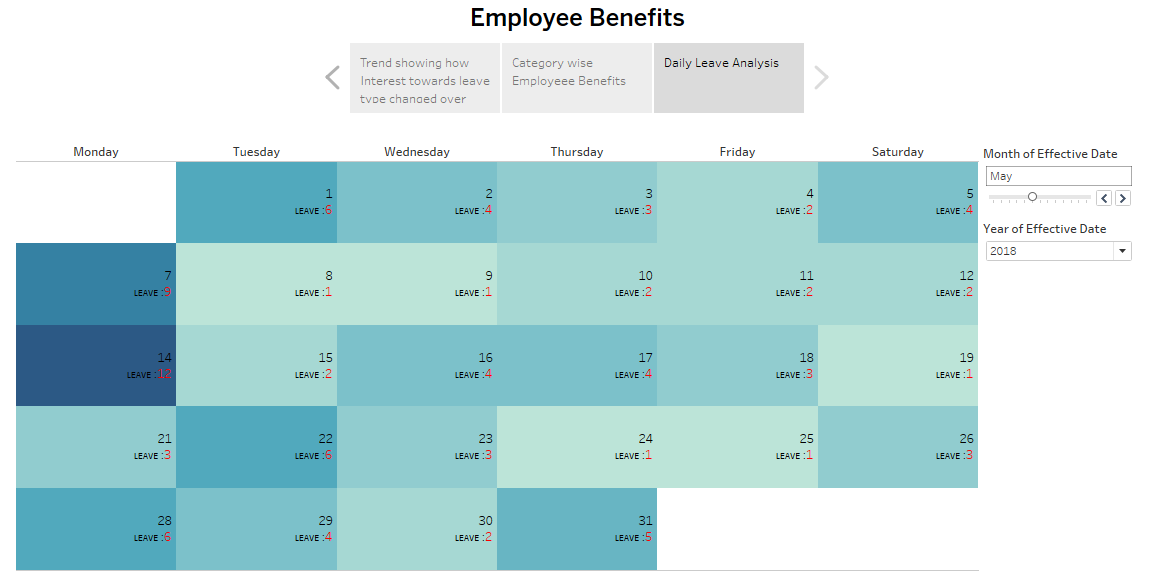 Employee Benefits
Trend showing how
Interest towards leave
type changed over
Category wise
Employeee Benefits
Daily Leave Analysis
Monday Tuesday Wednesday Thursday Friday Saturday
1 2 3 4 5
LEAVE :6 LEAVE :4 LEAVE :3 LEAVE :2 LEAVE :4
7 8 9 10 11 12
LEAVE :9 LEAVE :1 LEAVE :1 LEAVE :2 LEAVE :2 LEAVE :2
14 15 16 17 18 19
LEAVE : LEAVE :2 LEAVE :4 LEAVE :4 LEAVE :3 LEAVE :1
21 22 23 24 25 26
LEAVE :3 LEAVE :6 LEAVE :3 LEAVE :1 LEAVE :1 LEAVE :3
28 29 30 31
LEAVE :6 LEAVE :4 LEAVE :2 LEAVE :5
Month of Effective Date
May
Year of Effective Date
2018